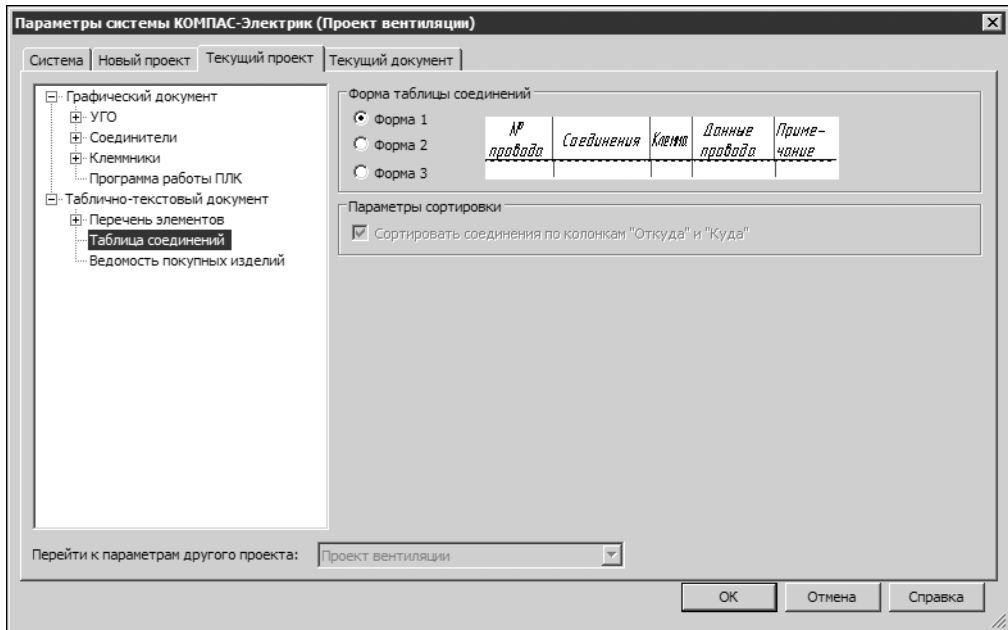 Параметры системы КОМПАС-Электрик (Проект вентиляции)
Система
Новый проект
Текущий проект
Текущий документ
Графический документ
УГО
Соединители
Клеммники
Программа работы ПЛК
Таблично-текстовый документ
Перечень элементов
Таблица соединений
Ведомость покупных изделий
Форма таблицы соединений
Форма 1
Форма 2
Форма 3
№ провода
Соединения
Клемма
Данные провода
Приме-
чание
Параметры сортировки
Сортировать соединения по колонкам "Откуда" и "Куда"
Перейти к параметрам другого проекта:
Проект вентиляции
ОК
Отмена
Справка